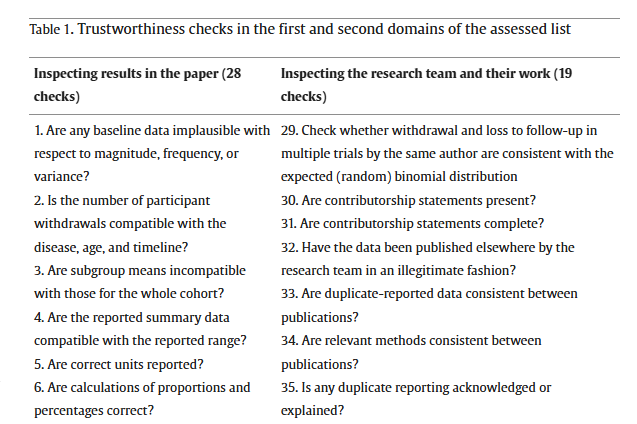 Table 1. Trustworthiness checks in the first and second domains of the assessed list
Inspecting results in the paper (28
checks)
Inspecting the research team and their work (19
checks)
1. Are any baseline data implausible with
respect to magnitude, frequency, or
variance?
2. Is the number of participant
withdrawals compatible with the
disease, age, and timeline?
3. Are subgroup means incompatible
with those for the whole cohort?
4. Are the reported summary data
compatible with the reported range?
5. Are correct units reported?
6. Are calculations of proportions and
percentages correct?
29. Check whether withdrawal and loss to follow-up in
multiple trials by the same author are consistent with the
expected (random) binomial distribution
30. Are contributorship statements present?
31. Are contributorship statements complete?
32. Have the data been published elsewhere by the
research team in an illegitimate fashion?
33. Are duplicate-reported data consistent between
publications?
34. Are relevant methods consistent between
publications?
35. Is any duplicate reporting acknowledged or
explained?